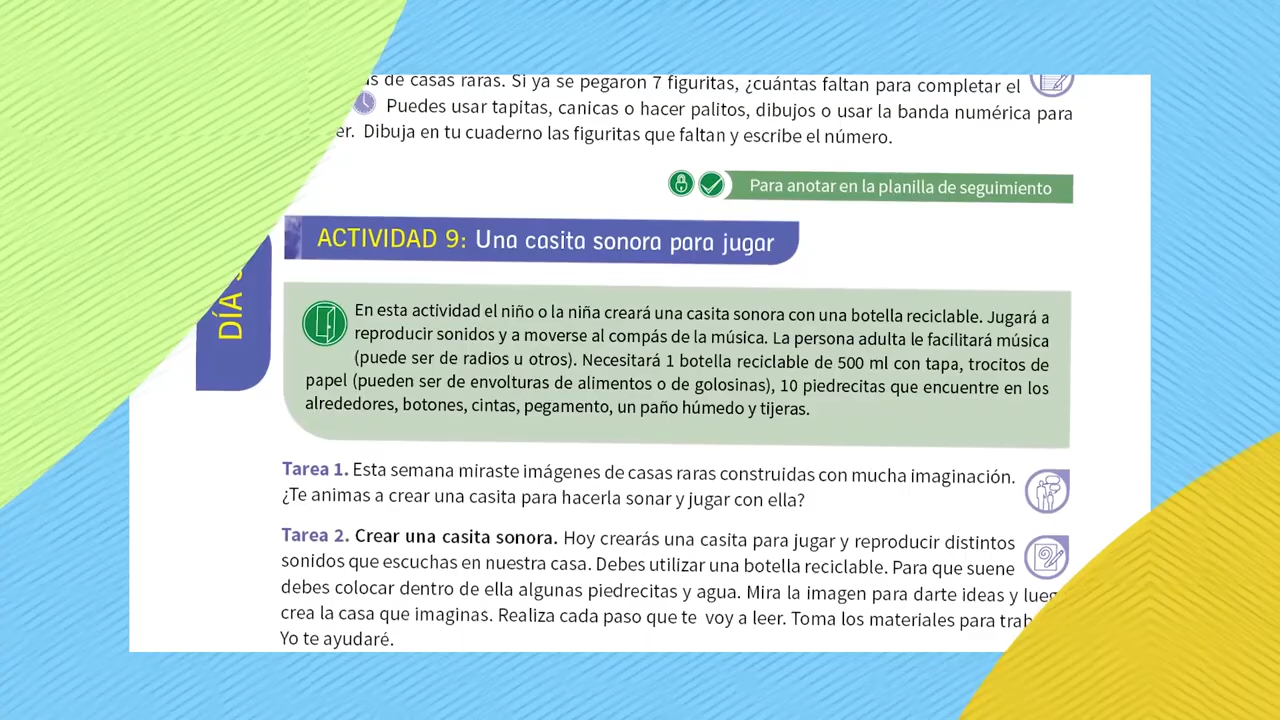 de casas raras. Si ya se pegaron 7 figuritas, ¿cuántas faltan para completar el
Puedes usar tapitas, canicas o hacer palitos, dibujos o usar la banda numérica para
Dibuja en tu cuaderno las figuritas que faltan y escribe el número.
Para anotar en la planilla de seguimiento
ACTIVIDAD 9: Una casita sonora para jugar
DÍA
En esta actividad el niño o la niña creará una casita sonora con una botella reciclable. Jugará a
reproducir sonidos y a moverse al compás de la música. La persona adulta le facilitará música
(puede ser de radios u otros). Necesitará 1 botella reciclable de 500 ml con tapa, trocitos de
papel (pueden ser de envolturas de alimentos o de golosinas), 10 piedrecitas que encuentre en los
alrededores, botones, cintas, pegamento, un paño húmedo y tijeras.
Tarea 1. Esta semana miraste imágenes de casas raras construidas con mucha imaginación.
¿Te animas a crear una casita para hacerla sonar y jugar con ella?
Tarea 2. Crear una casita sonora. Hoy crearás una casita para jugar y reproducir distintos
sonidos que escuchas en nuestra casa. Debes utilizar una botella reciclable. Para que suene
debes colocar dentro de ella algunas piedrecitas y agua. Mira la imagen para darte ideas y
crea la casa que imaginas. Realiza cada paso que te voy a leer. Toma los materiales para
Yo te ayudaré.